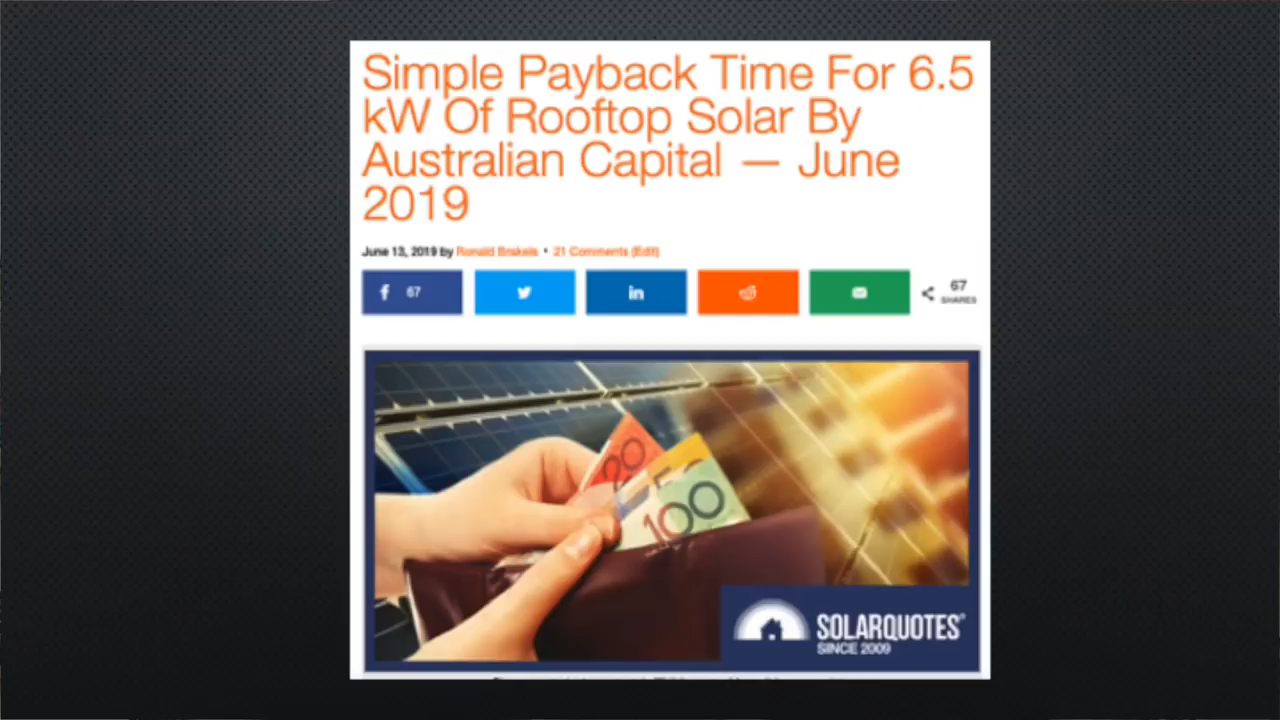 Simple Payback Time For 6.5
kW Of Rooftop Solar By
Australian Capital — June
2019
June 13, 2019 by Ronald Brakels • 21 Comments (Edit)
67
67
SHARES
20
100
SOLARQUOTES®
SINCE 2009